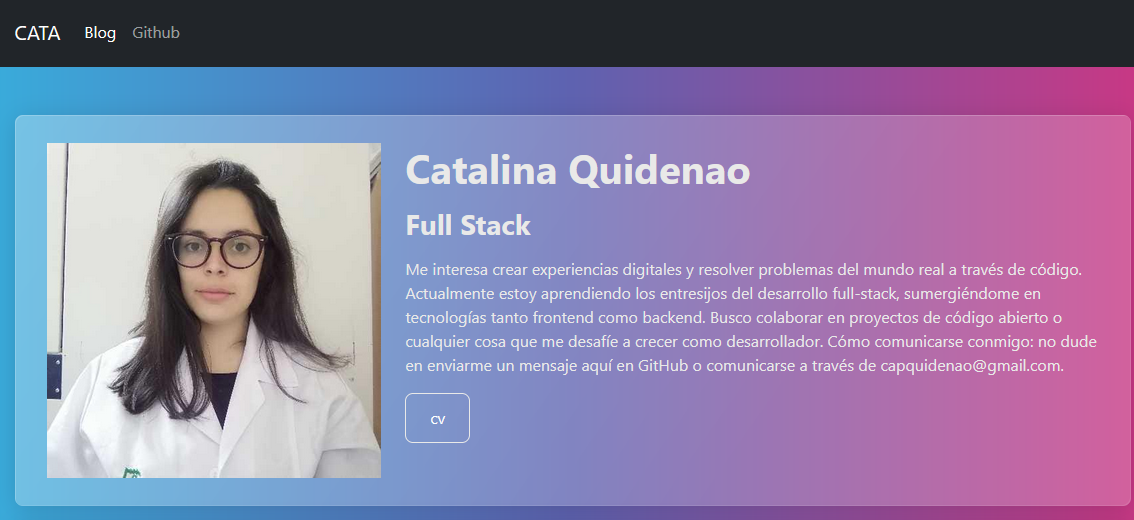 CATA Blog Github
Catalina Quidenao
Full Stack
Me interesa crear experiencias digitales y resolver problemas del mundo real a través de código.
Actualmente estoy aprendiendo los entresijos del desarrollo full-stack, sumergiéndome en
tecnologías tanto frontend como backend. Busco colaborar en proyectos de código abierto o
cualquier cosa que me desafíe a crecer como desarrollador. Cómo comunicarse conmigo: no dude
en enviarme un mensaje aquí en GitHub o comunicarse a través de capquidenao@gmail.com.
cv